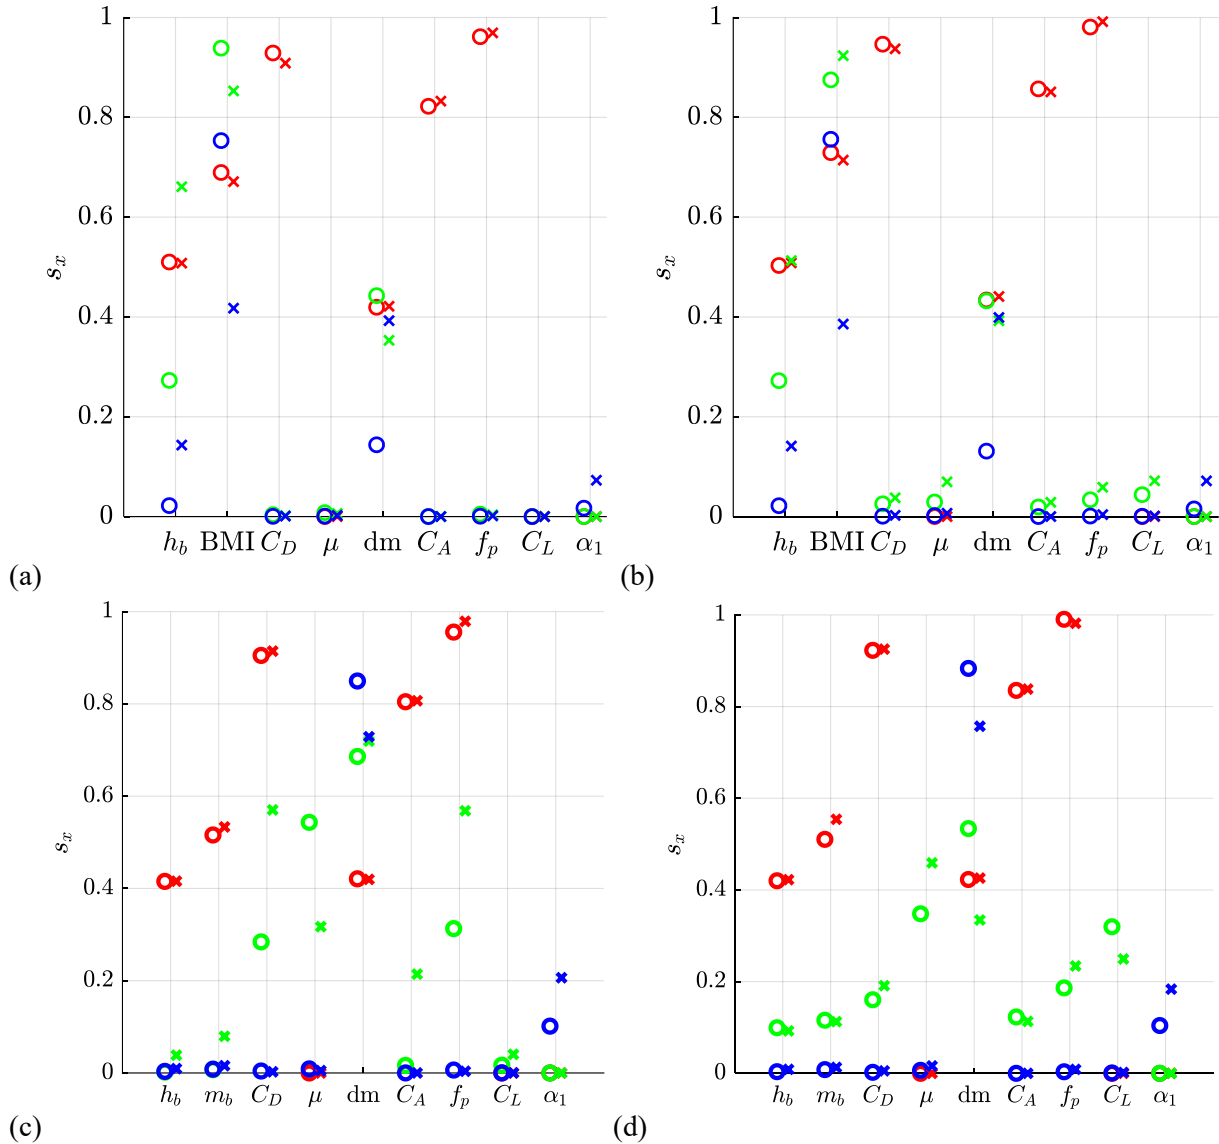 1
0.8
0.6
0.4
0.2
0
s_x
h_b BMI C_D μ dm C_A f_p C_L α_1
(a)
1
0.8
0.6
0.4
0.2
0
s_x
h_b BMI C_D μ dm C_A f_p C_L α_1
(b)
1
0.8
0.6
0.4
0.2
0
s_x
h_b m_b C_D μ dm C_A f_p C_L α_1
(c)
1
0.8
0.6
0.4
0.2
0
s_x
h_b m_b C_D μ dm C_A f_p C_L α_1
(d)